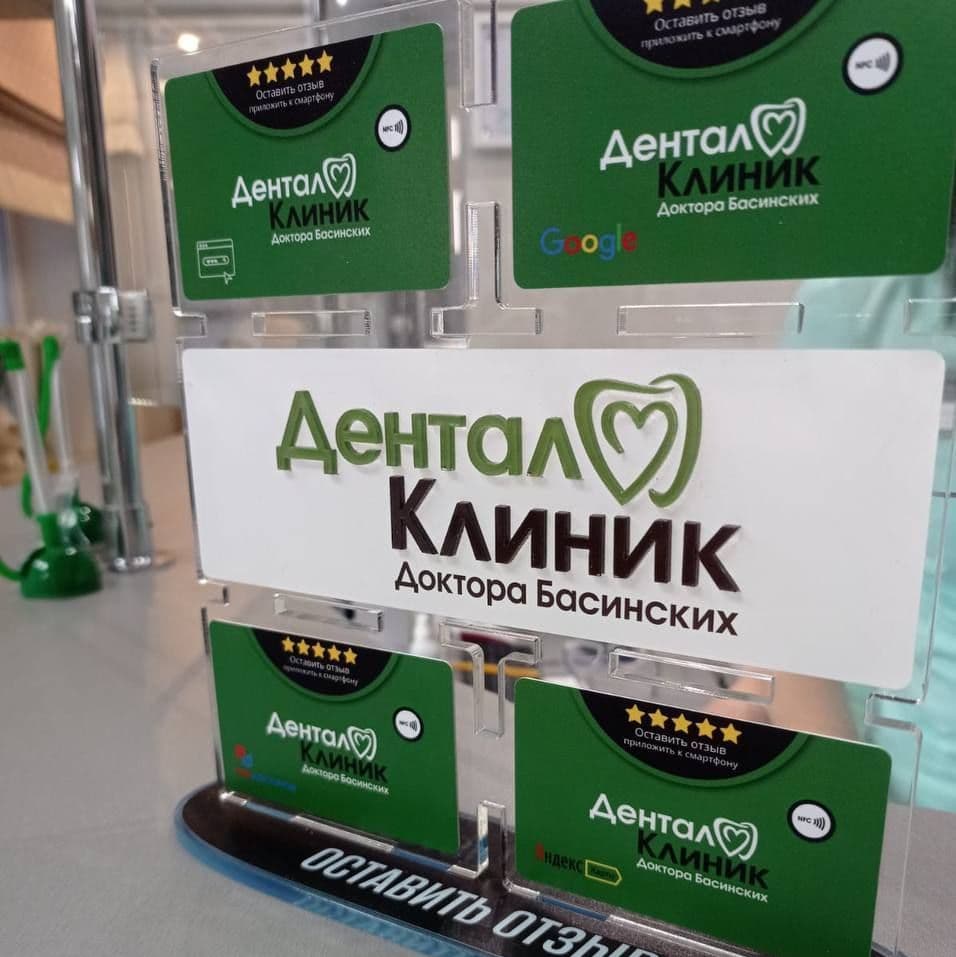 Оставить отзыв
приложить к смартфону
NFC
Дентал
Клиник
Доктора Басинских
www.
Оставить отзыв
приложить к смартфону
NFC
Дентал
Клиник
Доктора Басинских
Google
Дентал
Клиник
Доктора Басинских
Оставить отзыв
приложить к смартфону
NFC
Дентал
Клиник
Доктора Басинских
Оставить отзыв
приложить к смартфону
NFC
Дентал
Клиник
Доктора Басинских
Яндекс Карты
ОСТАВИТЬ ОТЗЫВ